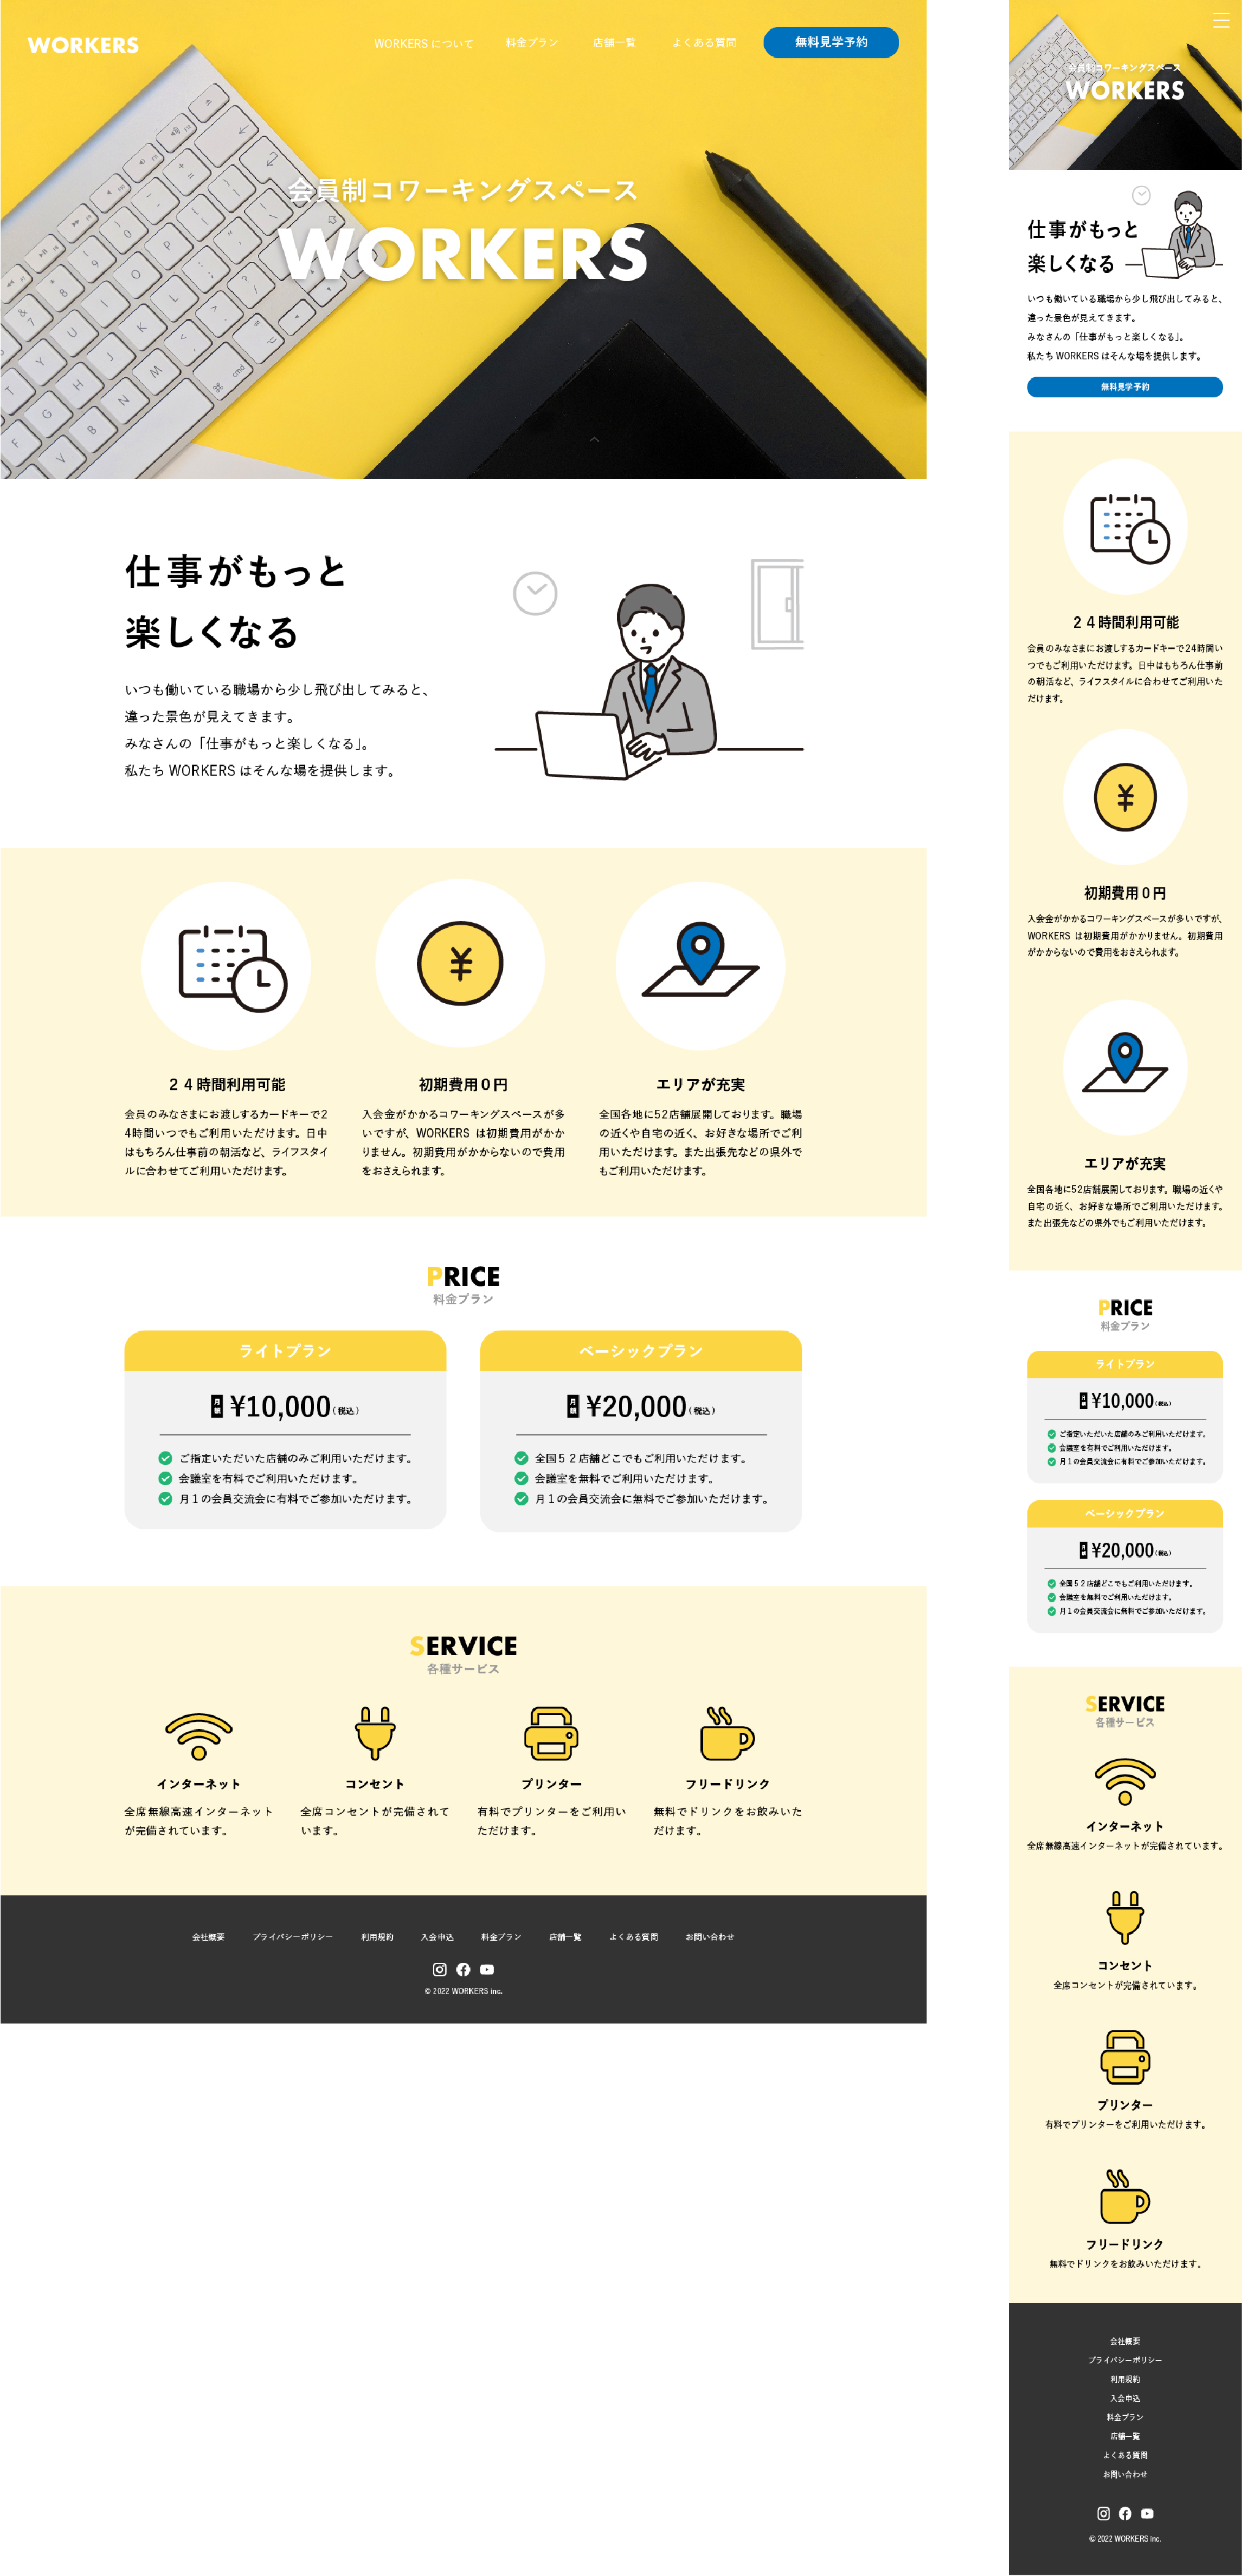 WORKERS
WORKERS について
料金プラン
店舗一覧
よくある質問
無料見学予約
会員制コワーキングスペース
WORKERS
仕事がもっと
楽しくなる
いつも働いている職場から少し飛び出してみると、
違った景色が見えてきます。
みなさんの「仕事がもっと楽しくなる」。
私たち WORKERS はそんな場を提供します。
２４時間利用可能
会員のみなさまにお渡しするカードキーで2
4時間いつでもご利用いただけます。日中
はもちろん仕事前の朝活など、ライフスタイ
ルに合わせてご利用いただけます。
初期費用０円
入会金がかかるコワーキングスペースが多
いですが、WORKERS は初期費用がかか
りません。初期費用がかからないので費用
をおさえられます。
エリアが充実
全国各地に52店舗展開しております。職場
の近くや自宅の近く、お好きな場所でご利
用いただけます。また出張先などの県外で
もご利用いただけます。
PRICE
料金プラン
ライトプラン
月額 ¥10,000（税込）
ご指定いただいた店舗のみご利用いただけます。
会議室を有料でご利用いただけます。
月１の会員交流会に有料でご参加いただけます。
ベーシックプラン
月額 ¥20,000（税込）
全国５２店舗どこでもご利用いただけます。
会議室を無料でご利用いただけます。
月１の会員交流会に無料でご参加いただけます。
SERVICE
各種サービス
インターネット
全席無線高速インターネット
が完備されています。
コンセント
全席コンセントが完備されて
います。
プリンター
有料でプリンターをご利用い
ただけます。
フリードリンク
無料でドリンクをお飲みいた
だけます。
会社概要
プライバシーポリシー
利用規約
入会申込
料金プラン
店舗一覧
よくある質問
お問い合わせ
© 2022 WORKERS inc.
会員制コワーキングスペース
WORKERS
仕事がもっと
楽しくなる
いつも働いている職場から少し飛び出してみると、
違った景色が見えてきます。
みなさんの「仕事がもっと楽しくなる」。
私たち WORKERS はそんな場を提供します。
無料見学予約
２４時間利用可能
会員のみなさまにお渡しするカードキーで24時間い
つでもご利用いただけます。日中はもちろん仕事前
の朝活など、ライフスタイルに合わせてご利用いた
だけます。
初期費用０円
入会金がかかるコワーキングスペースが多いですが、
WORKERS は初期費用がかかりません。初期費用
がかからないので費用をおさえられます。
エリアが充実
全国各地に52店舗展開しております。職場の近くや
自宅の近く、お好きな場所でご利用いただけます。
また出張先などの県外でもご利用いただけます。
PRICE
料金プラン
ライトプラン
月額 ¥10,000（税込）
ご指定いただいた店舗のみご利用いただけます。
会議室を有料でご利用いただけます。
月１の会員交流会に有料でご参加いただけます。
ベーシックプラン
月額 ¥20,000（税込）
全国５２店舗どこでもご利用いただけます。
会議室を無料でご利用いただけます。
月１の会員交流会に無料でご参加いただけます。
SERVICE
各種サービス
インターネット
全席無線高速インターネットが完備されています。
コンセント
全席コンセントが完備されています。
プリンター
有料でプリンターをご利用いただけます。
フリードリンク
無料でドリンクをお飲みいただけます。
会社概要
プライバシーポリシー
利用規約
入会申込
料金プラン
店舗一覧
よくある質問
お問い合わせ
© 2022 WORKERS inc.